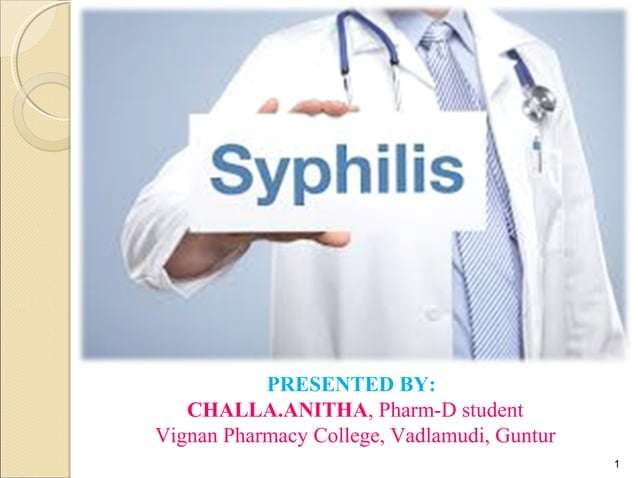 Syphilis
PRESENTED BY:
CHALLA.ANITHA, Pharm-D student
Vignan Pharmacy College, Vadlamudi, Guntur
1